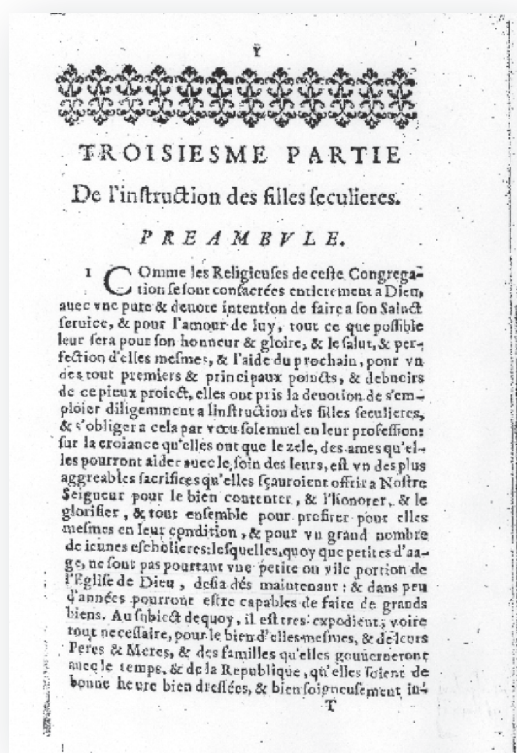 1
TROISIESME PARTIE
De l'instruction des filles seculieres.
PREAMBVLE.
1 COmme les Religieuses de ceste Congrega-
tion se sont consacrées entierement a Dieu,
auec vne pure & deuote intention de faire a son Sainct
seruice, & pour l'amour de luy, tout ce que possible
leur sera pour son honneur & gloire, & le salut, & per-
fection d'elles mesmes, & l'aide du prochain, pour vn
des tout premiers & principaux poincts, & debuoirs
de ce pieux proiect, elles ont pris la deuotion de s'em-
ploier diligemment a linstruction des filles seculieres,
& s'obliger a cela par vœu solemnel en leur profession:
sur la croiance qu'elles ont que le zele, des ames qu'el-
les pourront aider auec le soin des leurs, est vn des plus
aggreables sacrifices qu'elles sçauroient offrir a Nostre
Seigneur pour le bien contenter, & l'honorer, & le
glorifier, & tout ensemble pour profiter pour elles
mesmes en leur condition, & pour vn grand nombre
de ieunes escholieres: lesquelles, quoy que petites d'aa-
ge, ne sont pas pourtant vne petite ou vile portion de
l'Eglise de Dieu, desia dés maintenant: & dans peu
d'années pourront estre capables de faire de grands
biens. Au subiect dequoy, il est tres expedient, voire
tout necessaire, pour le bien d'elles-mesmes, & de leurs
Peres & Meres, & des familles qu'elles gouuerneront
auec le temps, & de la Republique, qu'elles soient de
bonne heure bien dressées, & bien soigneusement in-
T